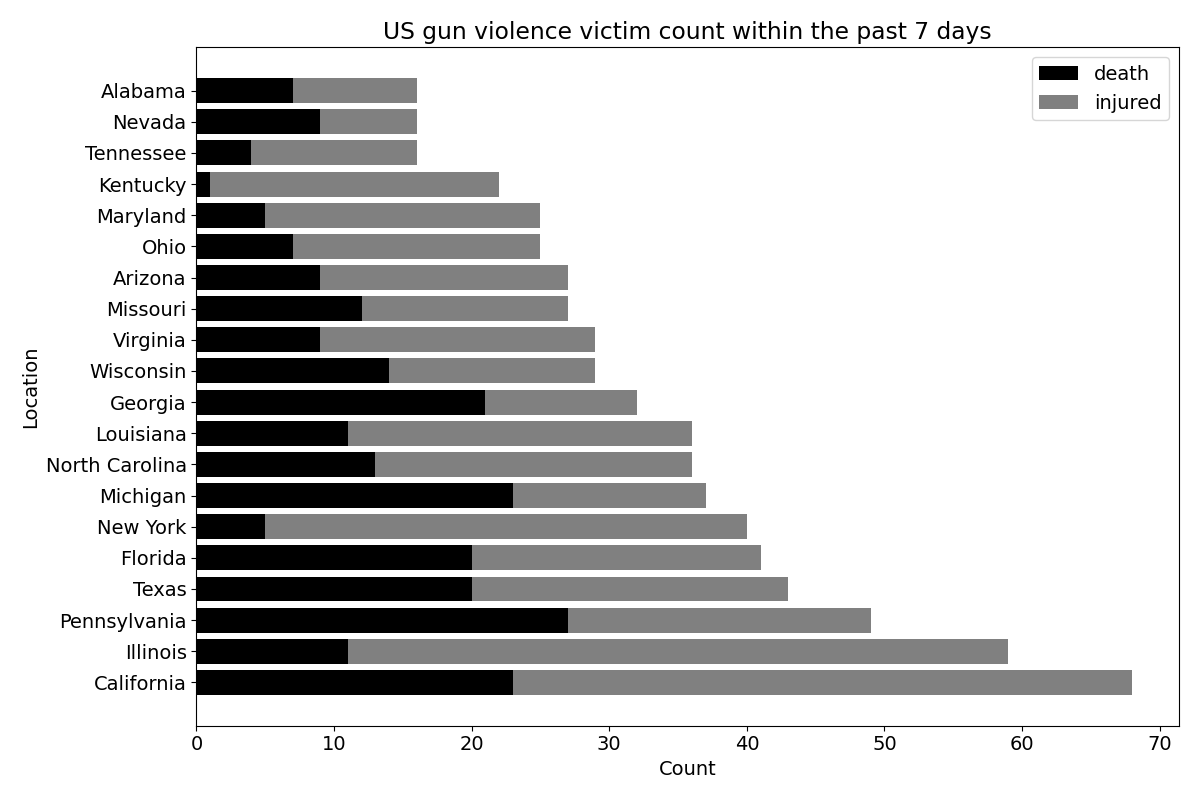 US gun violence victim count within the past 7 days
death
injured
Location
Alabama
Nevada
Tennessee
Kentucky
Maryland
Ohio
Arizona
Missouri
Virginia
Wisconsin
Georgia
Louisiana
North Carolina
Michigan
New York
Florida
Texas
Pennsylvania
Illinois
California
0 10 20 30 40 50 60 70
Count